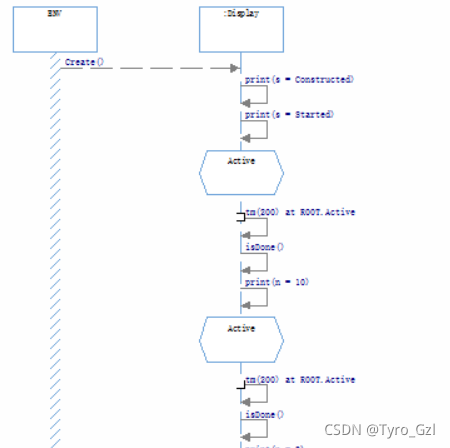 ENV
:Display
Create()
print(s = Constructed)
print(s = Started)
Active
tm(200) at ROOT.Active
isDone()
print(n = 10)
Active
tm(200) at ROOT.Active
isDone()
CSDN @Tyro_Gzl